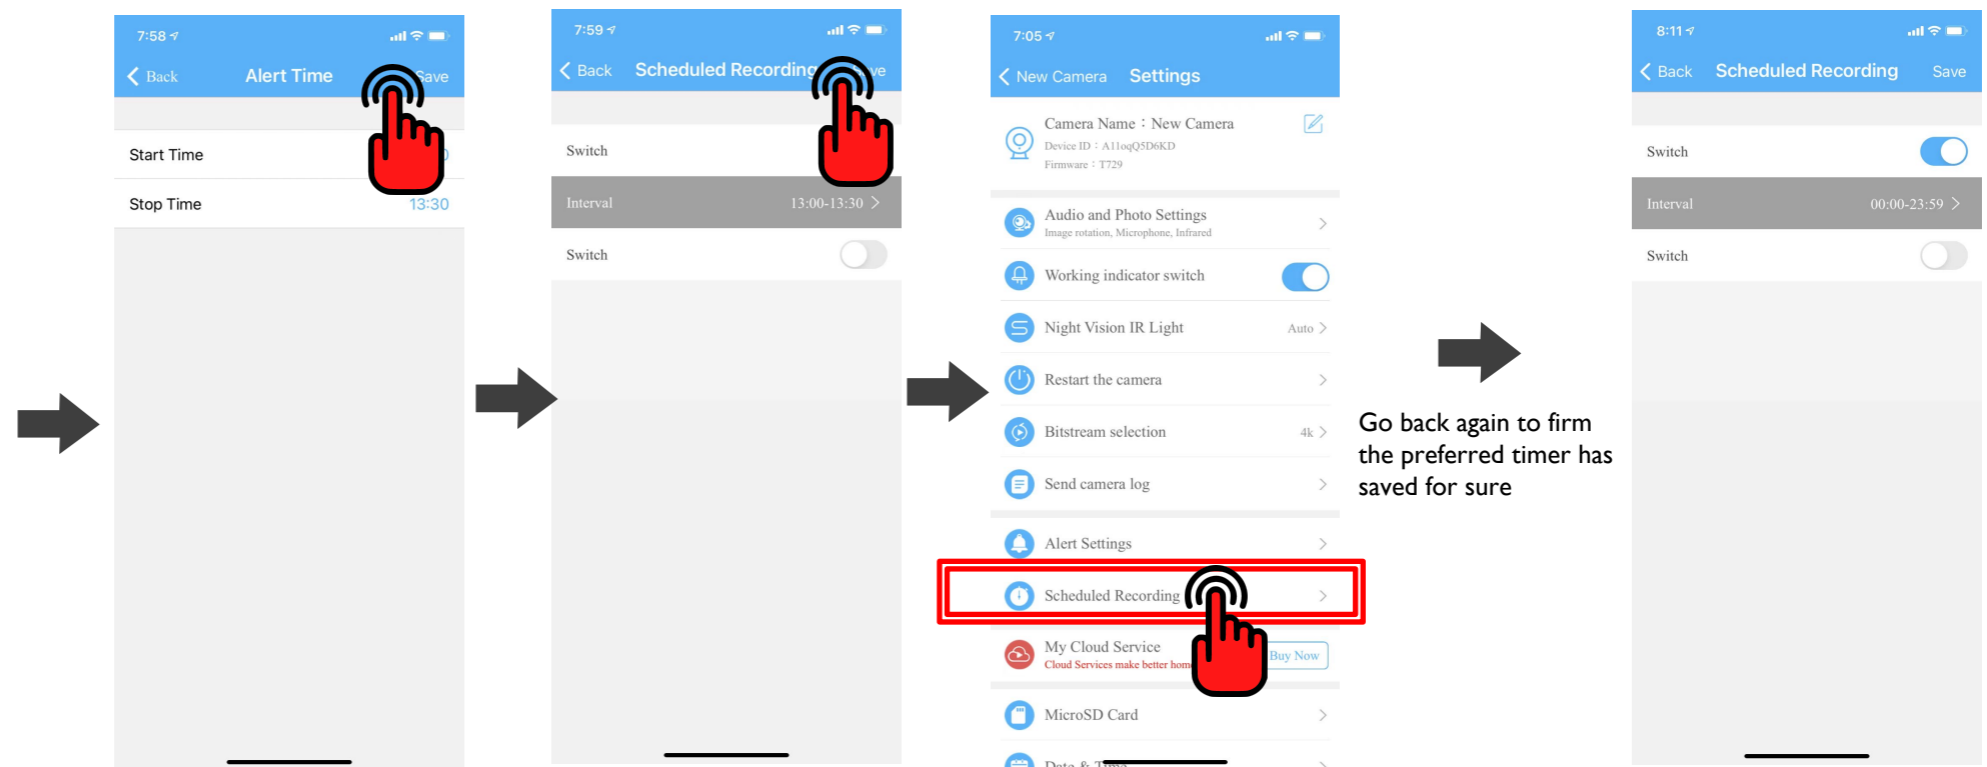 7:58
Back
Alert Time
Save
Start Time
Stop Time
13:30
7:59
Back
Scheduled Recording
Switch
Interval
13:00-13:30
Switch
7:05
New Camera
Settings
Camera Name : New Camera
Device ID : A11oqQ5D6KD
Firmware : T729
Audio and Photo Settings
Image rotation, Microphone, Infrared
Working indicator switch
Night Vision IR Light
Auto
Restart the camera
Bitstream selection
4k
Send camera log
Alert Settings
Scheduled Recording
My Cloud Service
Cloud Services make better
Buy Now
MicroSD Card
Date & Time
Go back again to firm
the preferred timer has
saved for sure
8:11
Back
Scheduled Recording
Save
Switch
Interval
00:00-23:59
Switch